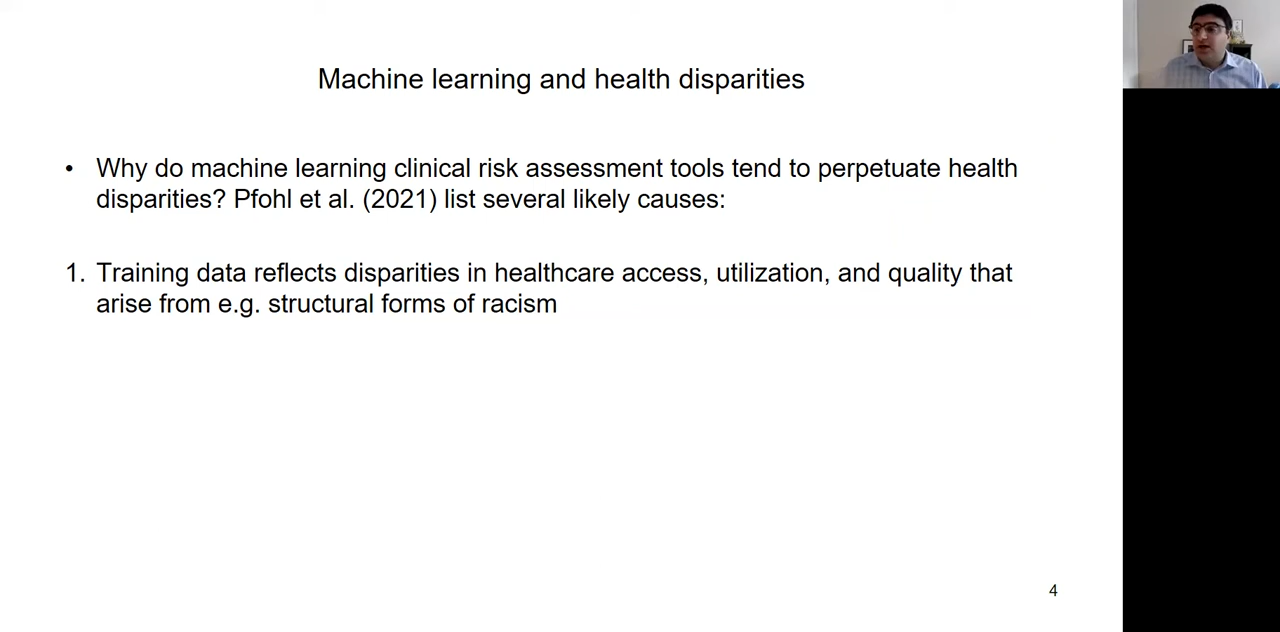 Machine learning and health disparities
• Why do machine learning clinical risk assessment tools tend to perpetuate health
disparities? Pfohl et al. (2021) list several likely causes:
1. Training data reflects disparities in healthcare access, utilization, and quality that
arise from e.g. structural forms of racism
4